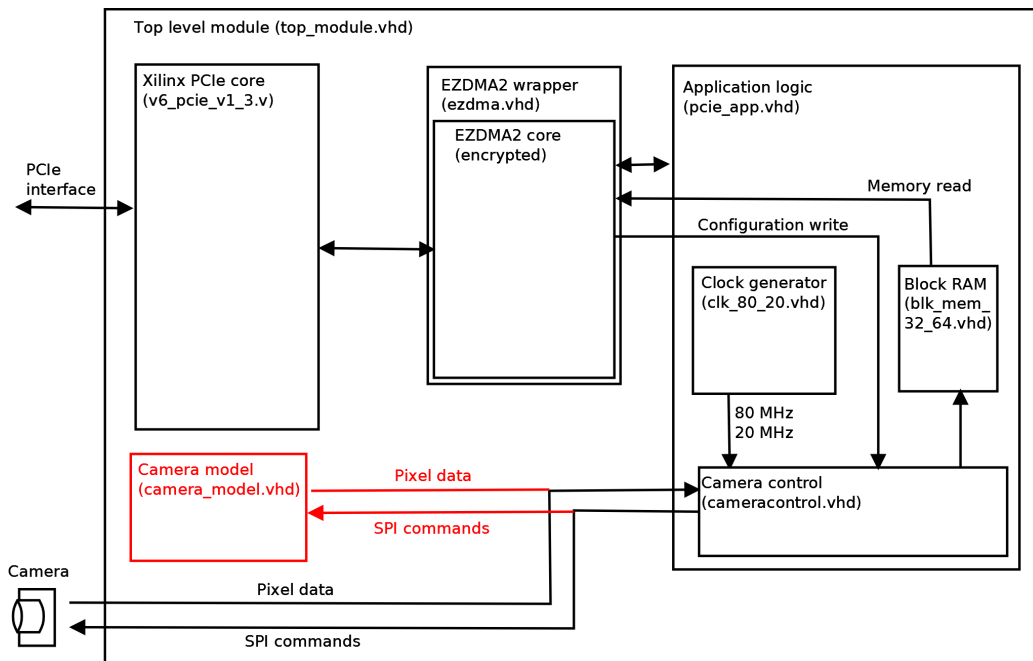 Top level module (top_module.vhd)
Xilinx PCIe core
(v6_pcie_v1_3.v)
EZDMA2 wrapper
(ezdma.vhd)
EZDMA2 core
(encrypted)
Application logic
(pcie_app.vhd)
PCIe
interface
Memory read
Configuration write
Clock generator
(clk_80_20.vhd)
Block RAM
(blk_mem_
32_64.vhd)
80 MHz
20 MHz
Camera model
(camera_model.vhd)
Pixel data
SPI commands
Camera control
(cameracontrol.vhd)
Camera
Pixel data
SPI commands